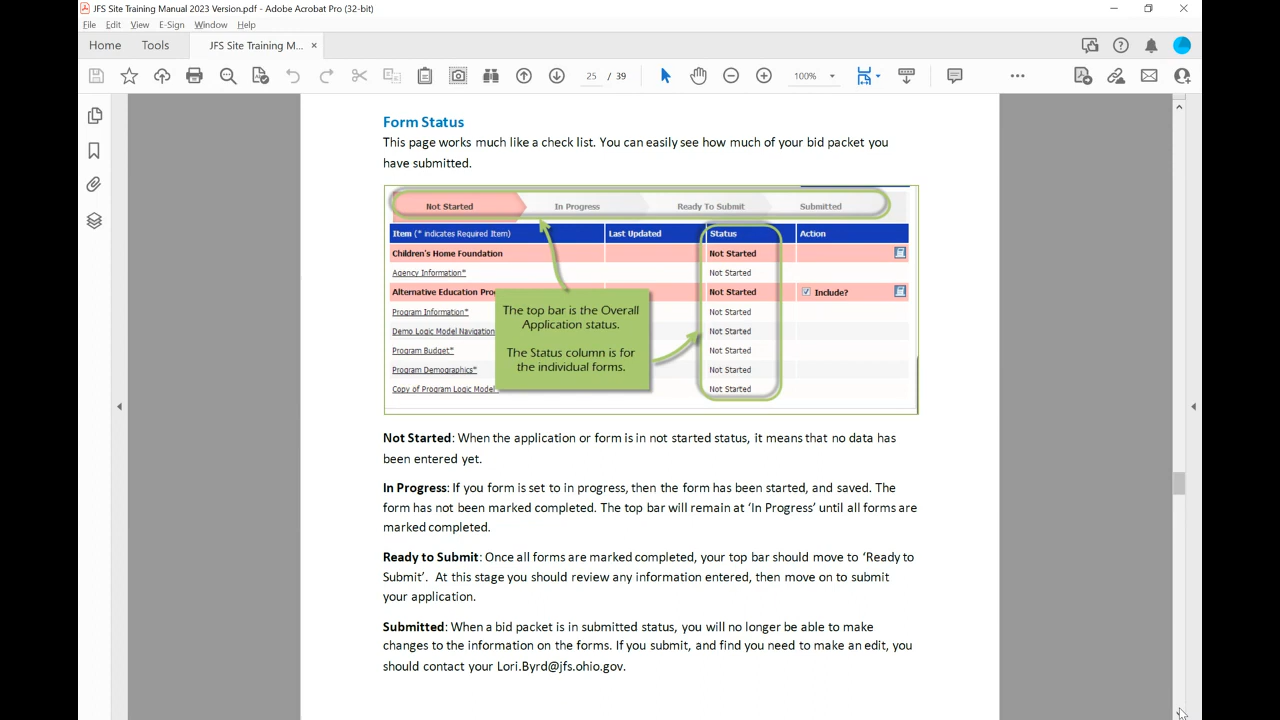 JFS Site Training Manual 2023 Version.pdf - Adobe Acrobat Pro (32-bit)
File Edit View E-Sign Window Help
Home Tools JFS Site Training M... ×
25 / 39 100%
Form Status
This page works much like a check list. You can easily see how much of your bid packet you
have submitted.
Not Started In Progress Ready To Submit Submitted
Item (* indicates Required Item) Last Updated Status Action
Children's Home Foundation Not Started
Agency Information* Not Started
Alternative Education Pro Not Started Include?
Program Information* Not Started
Demo Logic Model Navigation Not Started
Program Budget* Not Started
Program Demographics* Not Started
Copy of Program Logic Model Not Started
The top bar is the Overall
Application status.
The Status column is for
the individual forms.
Not Started: When the application or form is in not started status, it means that no data has
been entered yet.
In Progress: If you form is set to in progress, then the form has been started, and saved. The
form has not been marked completed. The top bar will remain at ‘In Progress’ until all forms are
marked completed.
Ready to Submit: Once all forms are marked completed, your top bar should move to ‘Ready to
Submit’.  At this stage you should review any information entered, then move on to submit
your application.
Submitted: When a bid packet is in submitted status, you will no longer be able to make
changes to the information on the forms. If you submit, and find you need to make an edit, you
should contact your Lori.Byrd@jfs.ohio.gov.